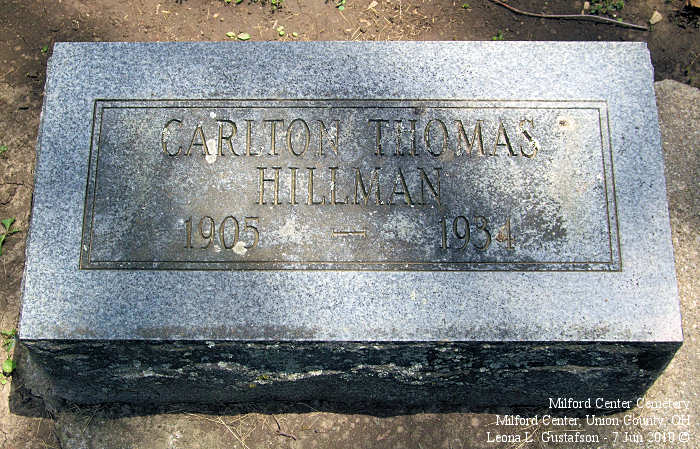 CARLTON THOMAS
HILLMAN
1905 — 1934
Milford Center Cemetery
Milford Center, Union County, OH
Leona L. Gustafson - 7 Jun 2010 ©